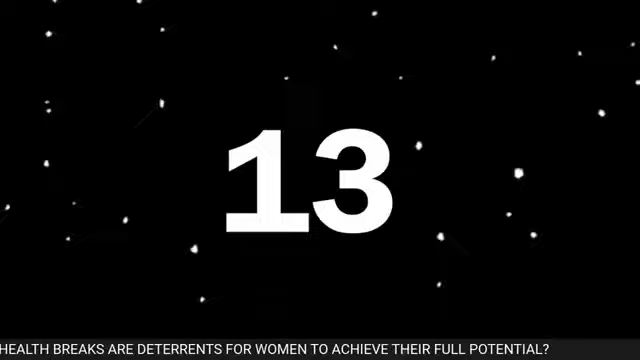 13
HEALTH BREAKS ARE DETERRENTS FOR WOMEN TO ACHIEVE THEIR FULL POTENTIAL?